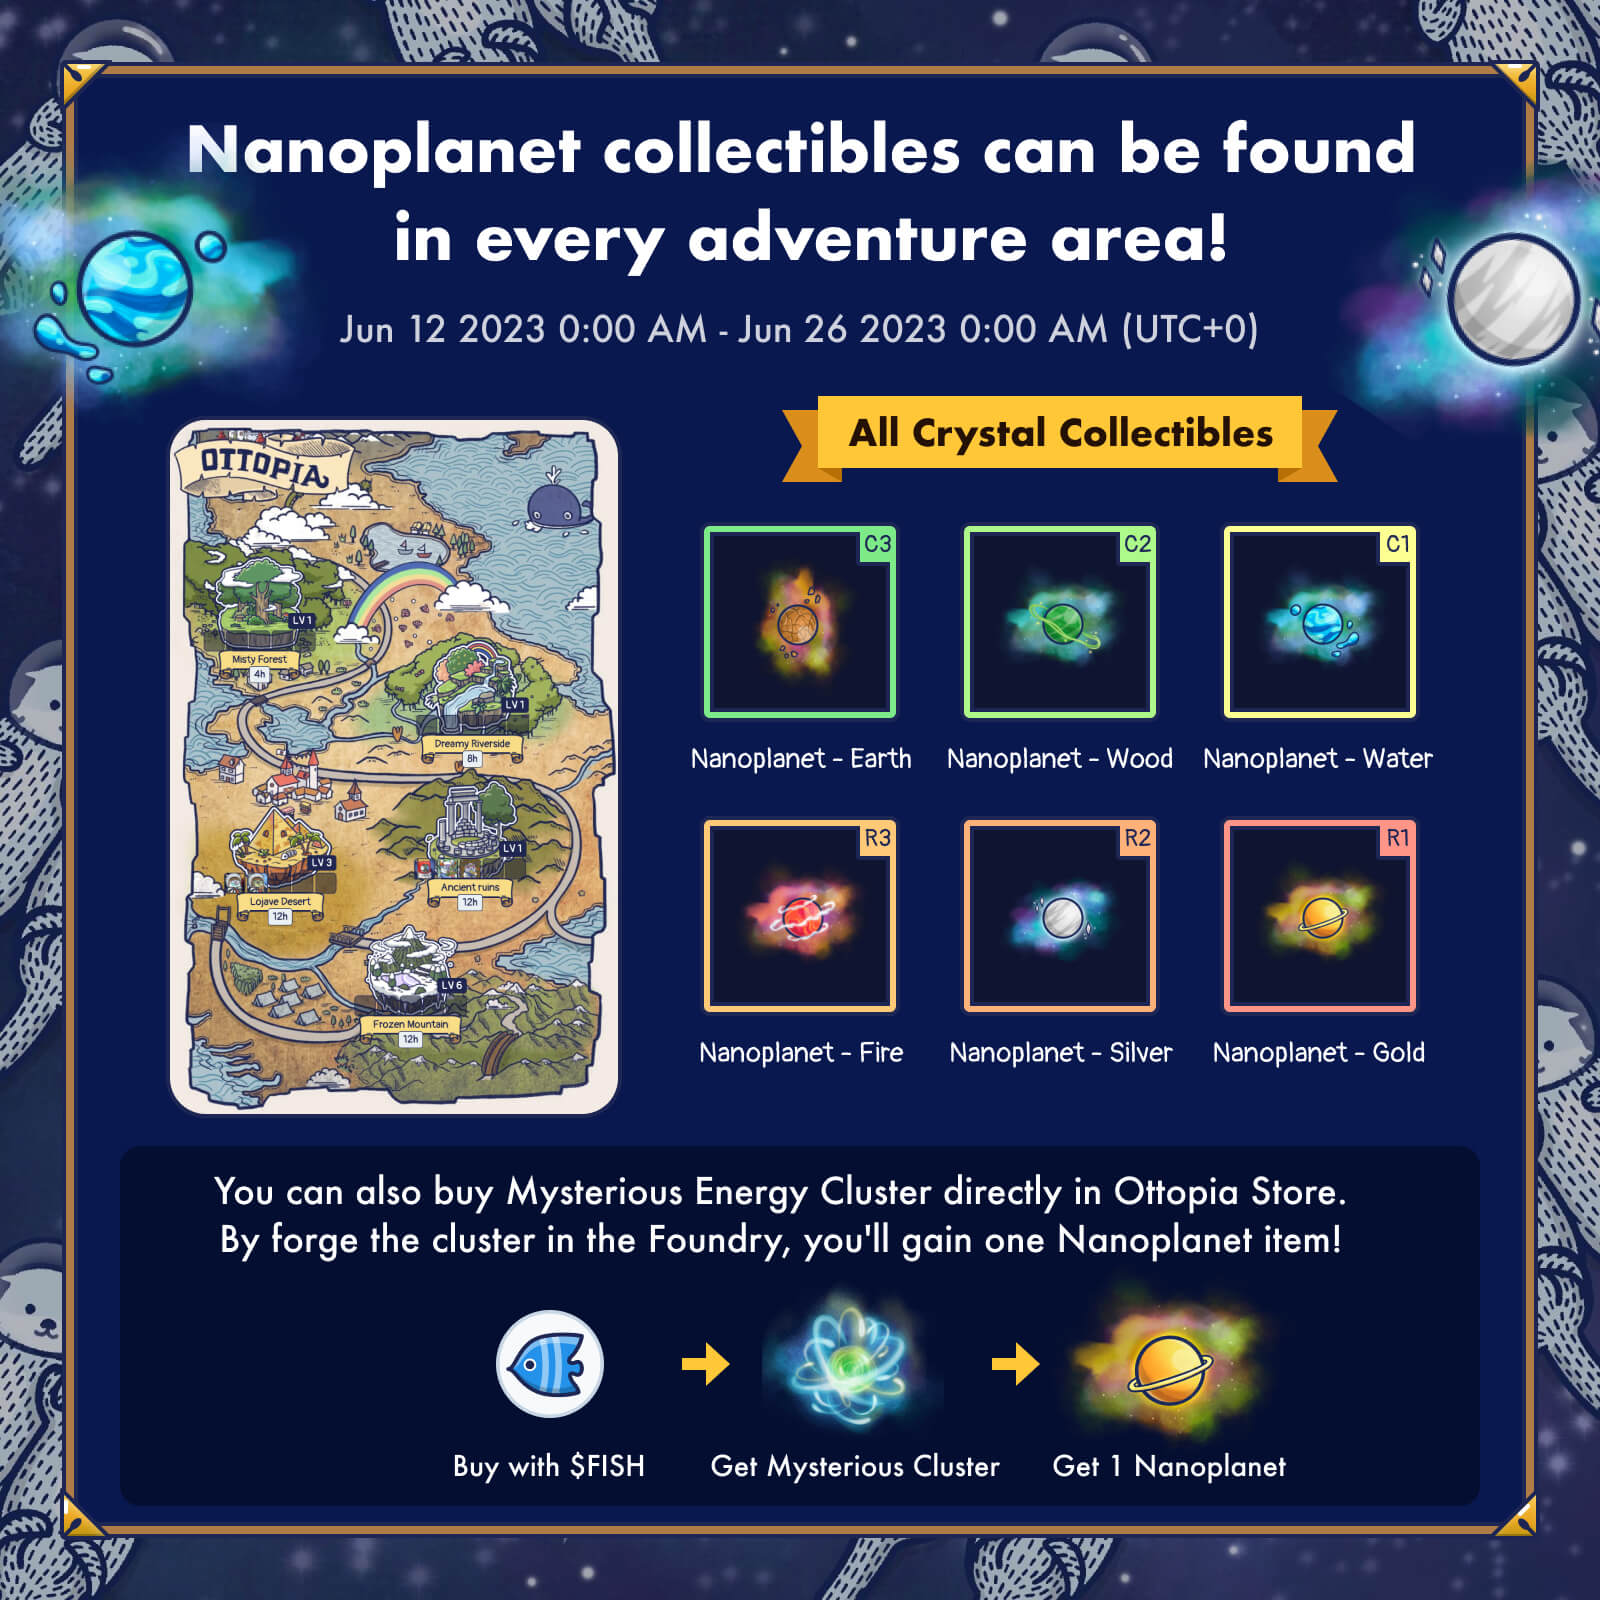 Nanoplanet collectibles can be found
in every adventure area!
Jun 12 2023 0:00 AM - Jun 26 2023 0:00 AM (UTC+0)
OTTOPIA
LV1
Misty Forest
4h
LV1
Dreamy Riverside
8h
LV3
Lojave Desert
12h
LV1
Ancient ruins
12h
LV6
Frozen Mountain
12h
All Crystal Collectibles
C3
C2
C1
Nanoplanet - Earth
Nanoplanet - Wood
Nanoplanet - Water
R3
R2
R1
Nanoplanet - Fire
Nanoplanet - Silver
Nanoplanet - Gold
You can also buy Mysterious Energy Cluster directly in Ottopia Store.
By forge the cluster in the Foundry, you'll gain one Nanoplanet item!
Buy with $FISH
Get Mysterious Cluster
Get 1 Nanoplanet